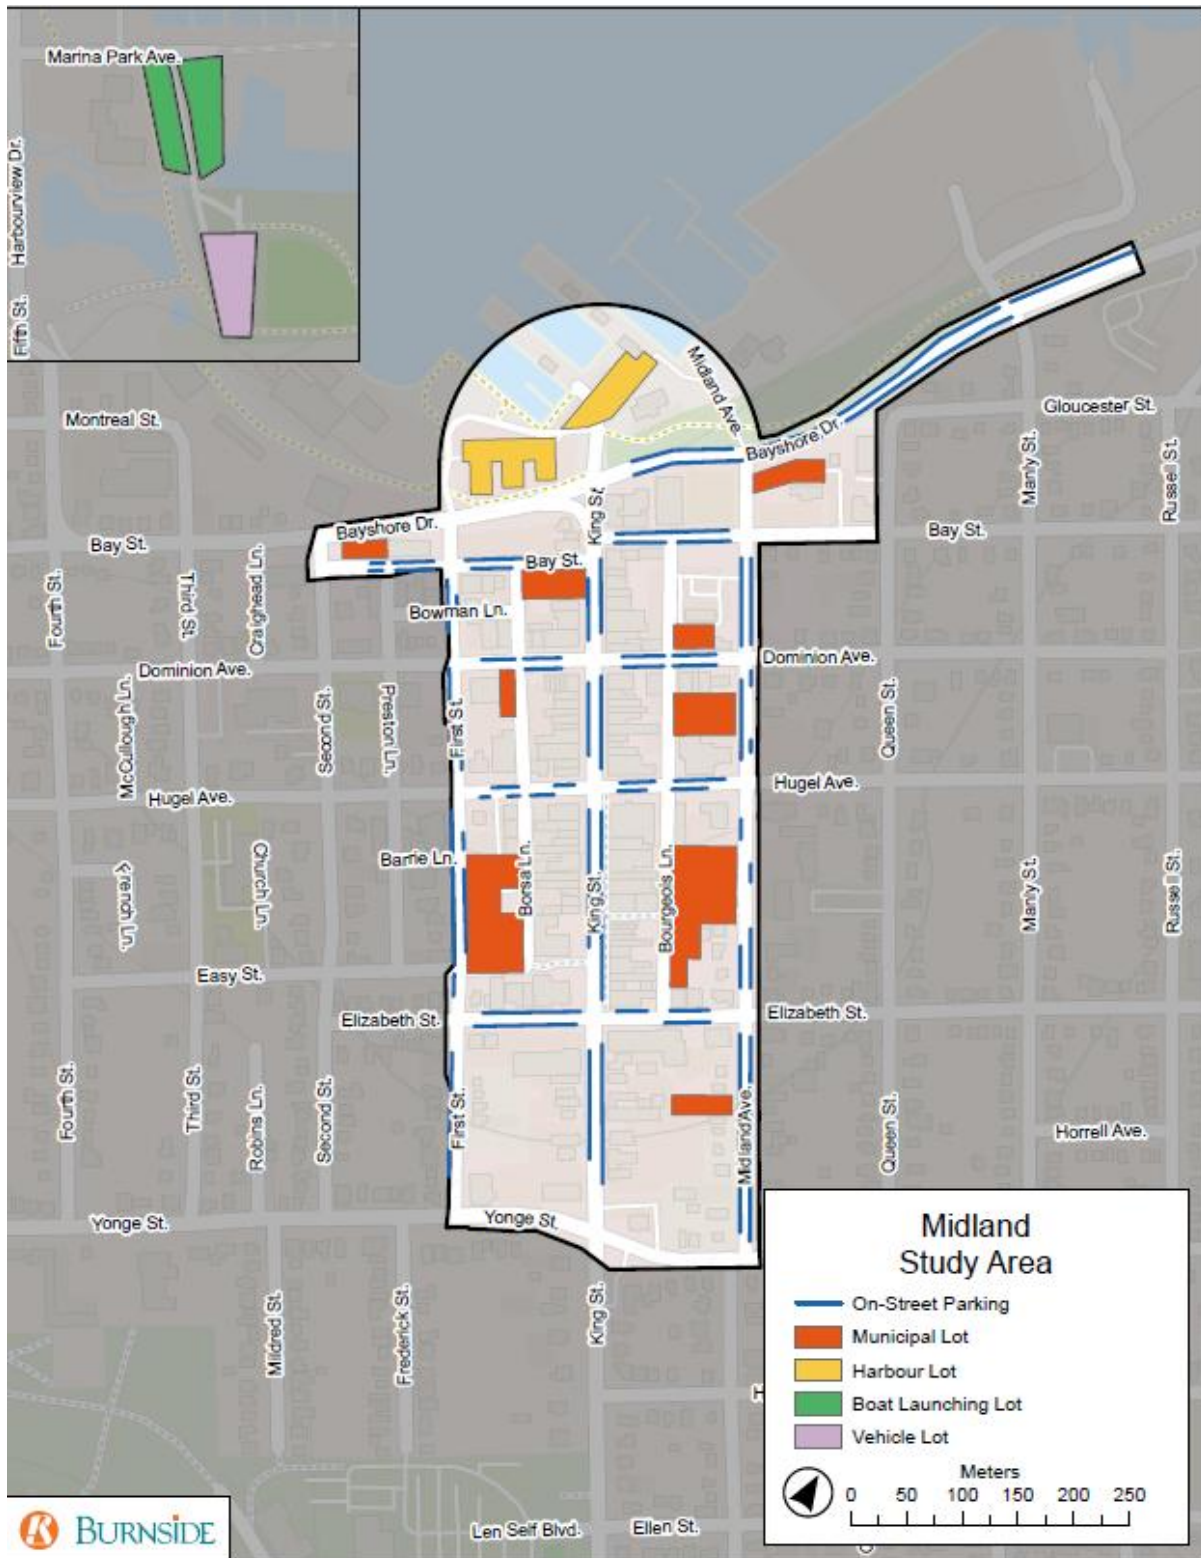 Marina Park Ave.
Harbourview Dr.
Fifth St.
Midland Ave.
Montreal St.
Gloucester St.
Bayshore Dr.
Manly St.
Russell St.
King St.
Bayshore Dr.
Bay St.
Bay St.
Bay St.
Fourth St.
Third St.
Craighead Ln.
Bowman Ln.
Dominion Ave.
Dominion Ave.
McCullough Ln.
Second St.
Preston Ln.
First St.
Queen St.
Hugel Ave.
Hugel Ave.
Barrie Ln.
French Ln.
Church Ln.
Borsa Ln.
King St.
Bourgeois Ln.
Manly St.
Russell St.
Easy St.
Elizabeth St.
Elizabeth St.
Fourth St.
Third St.
Robins Ln.
Second St.
First St.
Midland Ave.
Queen St.
Horrell Ave.
Yonge St.
Yonge St.
Mildred St.
Frederick St.
King St.
H
Len Self Blvd.
Ellen St.
Midland
Study Area
On-Street Parking
Municipal Lot
Harbour Lot
Boat Launching Lot
Vehicle Lot
Meters
0 50 100 150 200 250
BURNSIDE